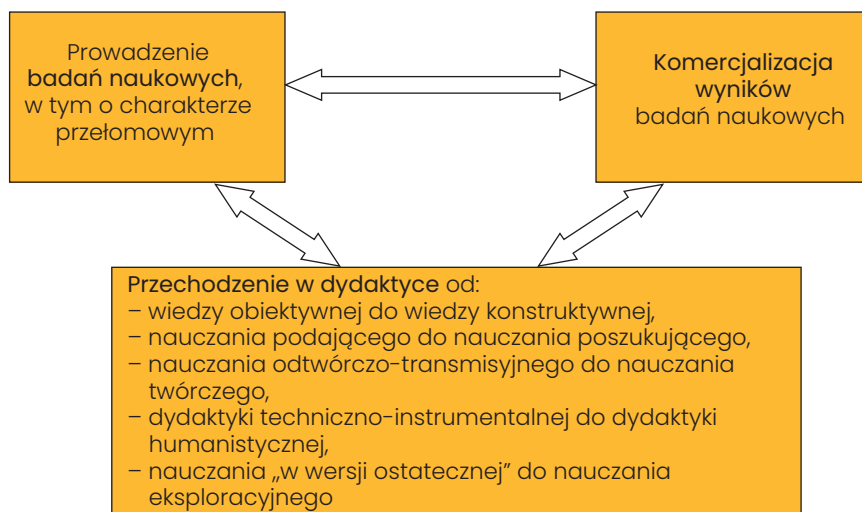 Prowadzenie
badań naukowych,
w tym o charakterze
przełomowym
Komercjalizacja
wyników
badań naukowych
Przechodzenie w dydaktyce od:
– wiedzy obiektywnej do wiedzy konstruktywnej,
– nauczania podającego do nauczania poszukującego,
– nauczania odtwórczo-transmisyjnego do nauczania
twórczego,
– dydaktyki techniczno-instrumentalnej do dydaktyki
humanistycznej,
– nauczania „w wersji ostatecznej” do nauczania
eksploracyjnego